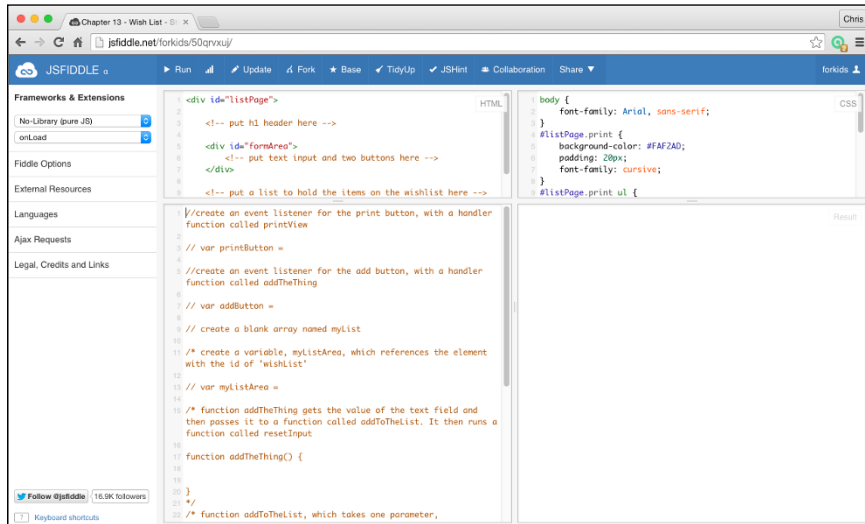 Chapter 13 - Wish List - St
Chris
jsfiddle.net/forkids/50qrvxuj/
JSFIDDLE α
Run
Update
Fork
Base
TidyUp
JSHint
Collaboration
Share
forkids
Frameworks & Extensions
No-Library (pure JS)
onLoad
Fiddle Options
External Resources
Languages
Ajax Requests
Legal, Credits and Links
Follow @jsfiddle
16.9K followers
? Keyboard shortcuts
HTML
1 <div id="listPage">
2
3 <!-- put h1 header here -->
4
5 <div id="formArea">
6 <!-- put text input and two buttons here -->
7 </div>
8
9 <!-- put a list to hold the items on the wishlist here -->
CSS
1 body {
2 font-family: Arial, sans-serif;
3 }
4 #listPage.print {
5 background-color: #FAF2AD;
6 padding: 20px;
7 font-family: cursive;
8 }
9 #listPage.print ul {
1 //create an event listener for the print button, with a handler
function called printView
2
3 // var printButton =
4
5 //create an event listener for the add button, with a handler
function called addTheThing
6
7 // var addButton =
8
9 // create a blank array named myList
10
11 /* create a variable, myListArea, which references the element
with the id of 'wishList'
12
13 // var myListArea =
14
15 /* function addTheThing gets the value of the text field and
then passes it to a function called addToTheList. It then runs a
function called resetInput
16
17 function addTheThing() {
18
19
20 }
21 */
22 /* function addToTheList, which takes one parameter,
Result